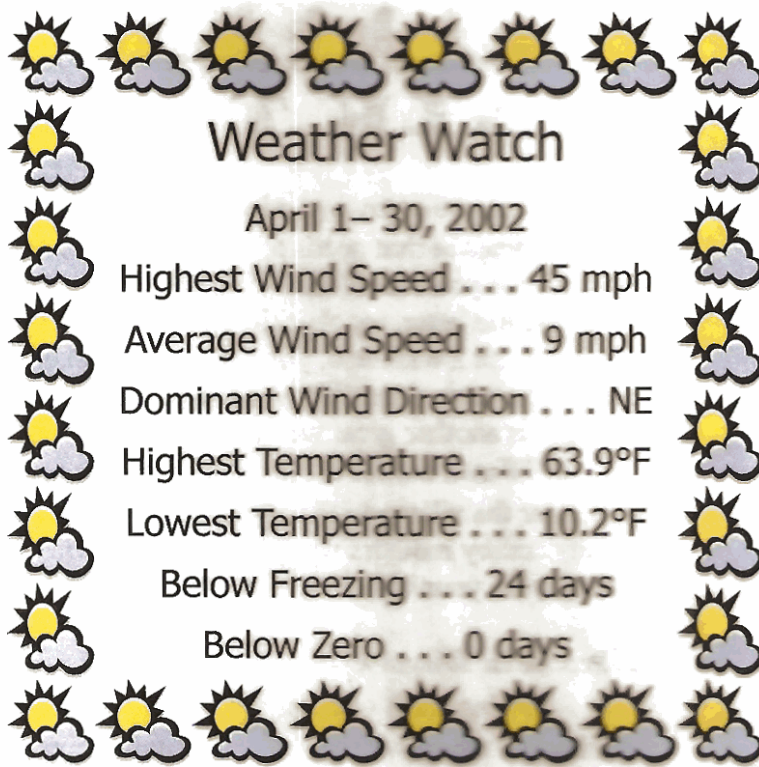 Weather Watch
April 1– 30, 2002
Highest Wind Speed . . . 45 mph
Average Wind Speed . . . 9 mph
Dominant Wind Direction . . . NE
Highest Temperature . . . 63.9°F
Lowest Temperature . . . 10.2°F
Below Freezing . . . 24 days
Below Zero . . . 0 days